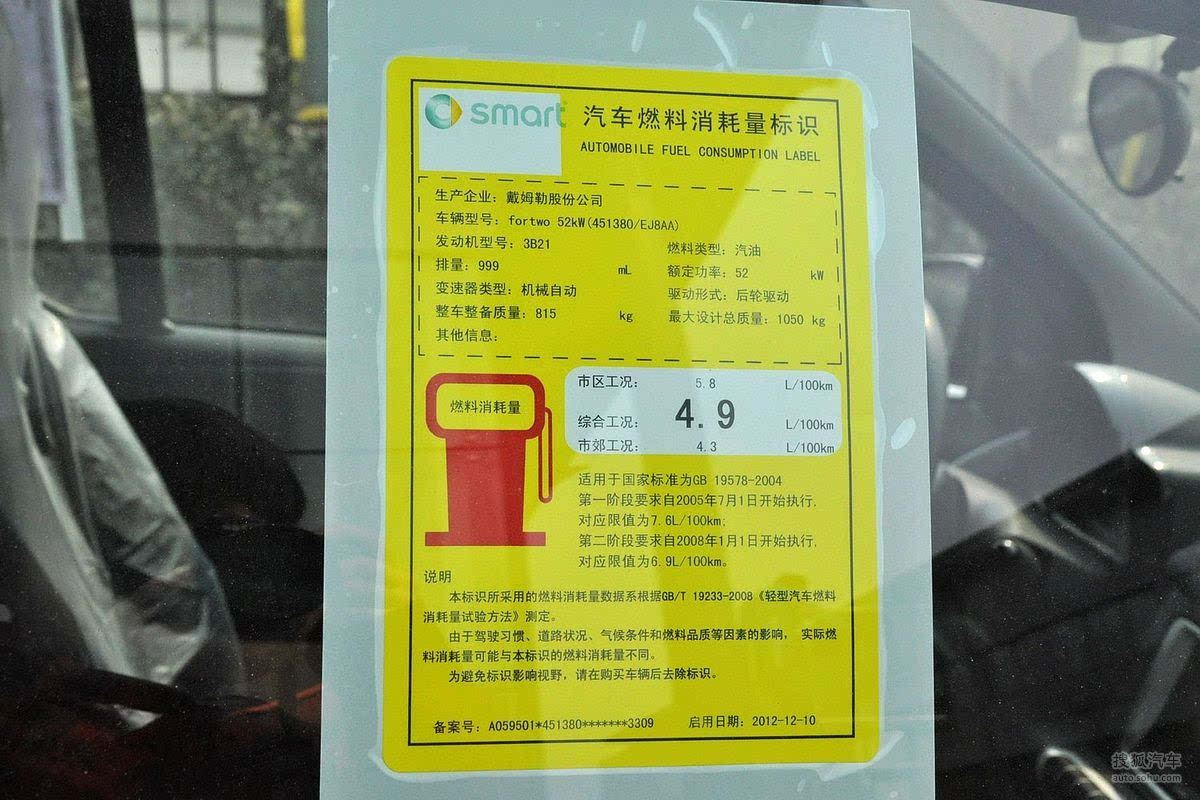 smart 汽车燃料消耗量标识
AUTOMOBILE FUEL CONSUMPTION LABEL
生产企业: 戴姆勒股份公司
车辆型号: fortwo 52kW(451380/EJ8AA)
发动机型号: 3B21
燃料类型: 汽油
排量: 999 mL
额定功率: 52 kW
变速器类型: 机械自动
驱动形式: 后轮驱动
整车整备质量: 815 kg
最大设计总质量: 1050 kg
其他信息:
燃料消耗量
市区工况: 5.8 L/100km
综合工况: 4.9 L/100km
市郊工况: 4.3 L/100km
适用于国家标准为GB 19578-2004
第一阶段要求自2005年7月1日开始执行,
对应限值为7.6L/100km;
第二阶段要求自2008年1月1日开始执行,
对应限值为6.9L/100km。
说明
本标识所采用的燃料消耗量数据系根据GB/T 19233-2008《轻型汽车燃料
消耗量试验方法》测定。
由于驾驶习惯、道路状况、气候条件和燃料品质等因素的影响, 实际燃
料消耗量可能与本标识的燃料消耗量不同。
为避免标识影响视野, 请在购买车辆后去除标识。
备案号: A059501*451380*******3309 启用日期: 2012-12-10
搜狐汽车
auto.sohu.com